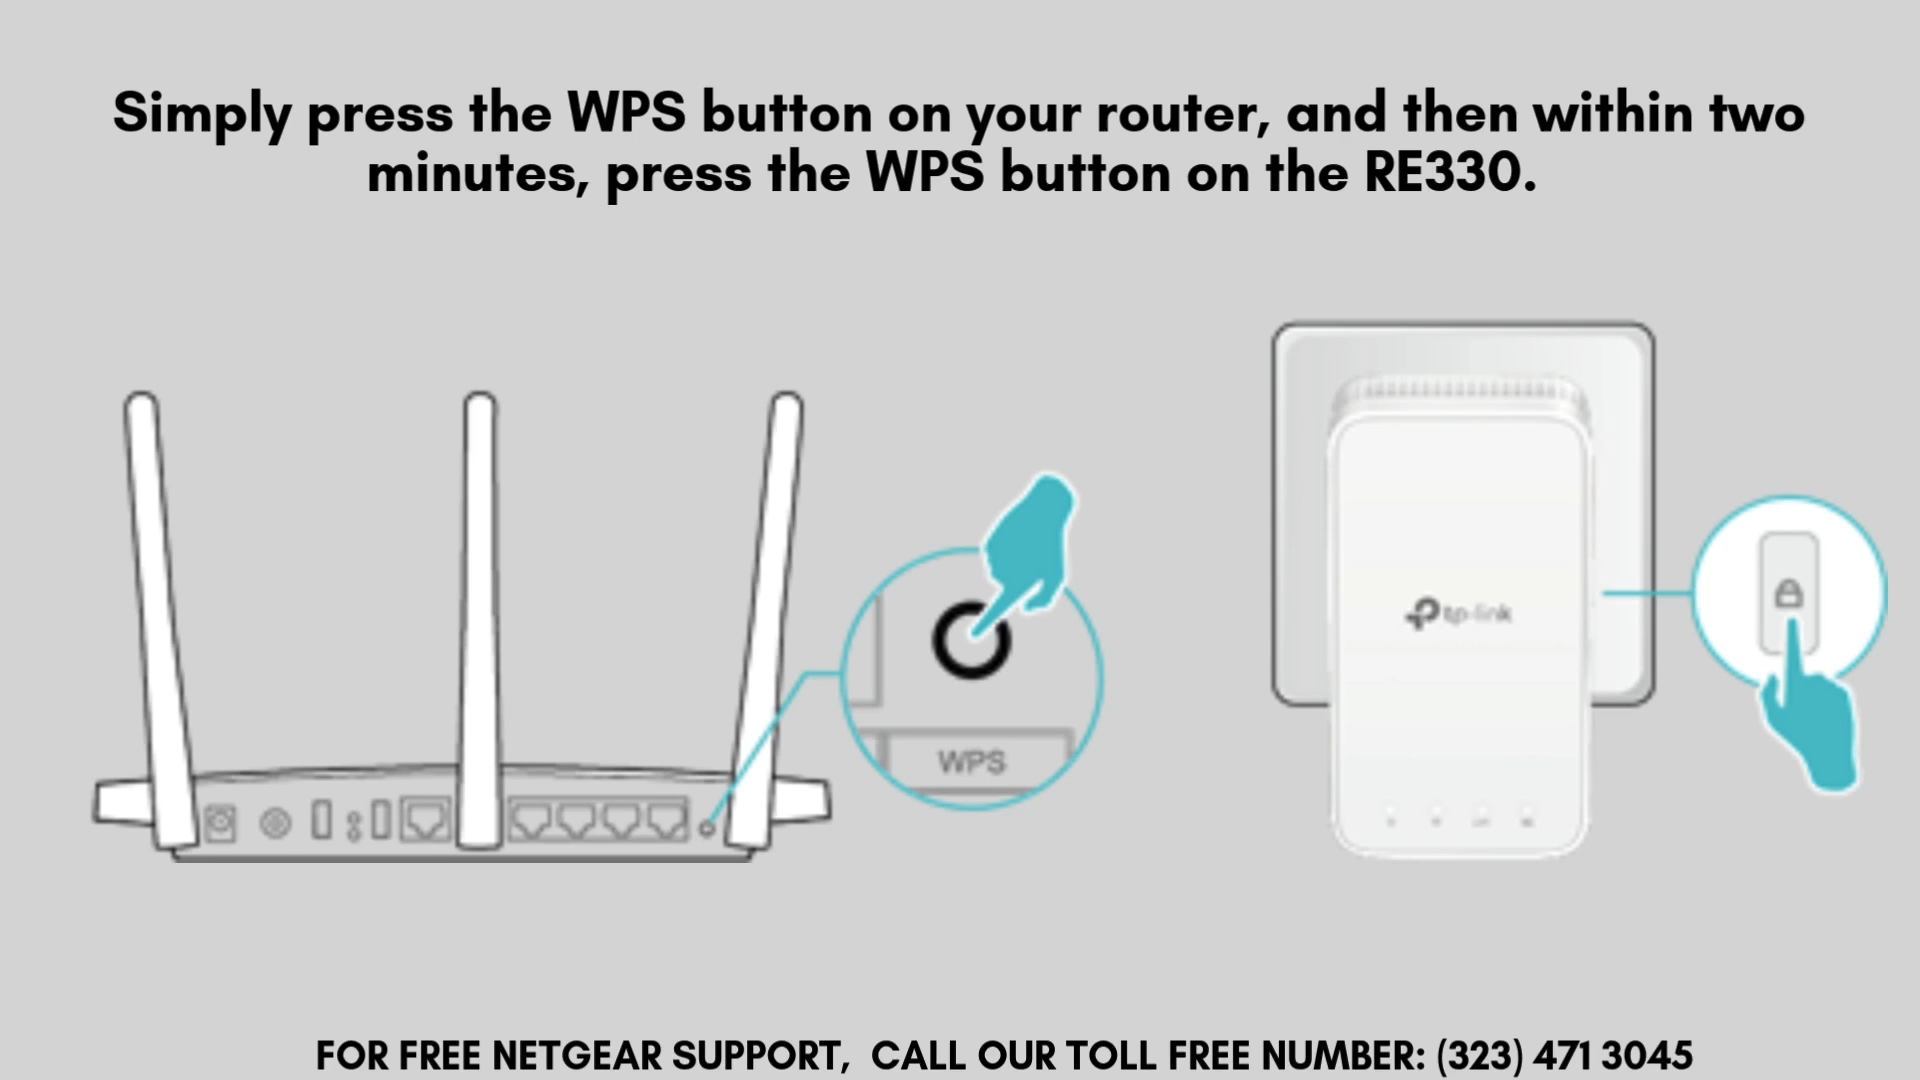 Simply press the WPS button on your router, and then within two
minutes, press the WPS button on the RE330.
WPS
tp-link
FOR FREE NETGEAR SUPPORT, CALL OUR TOLL FREE NUMBER: (323) 471 3045